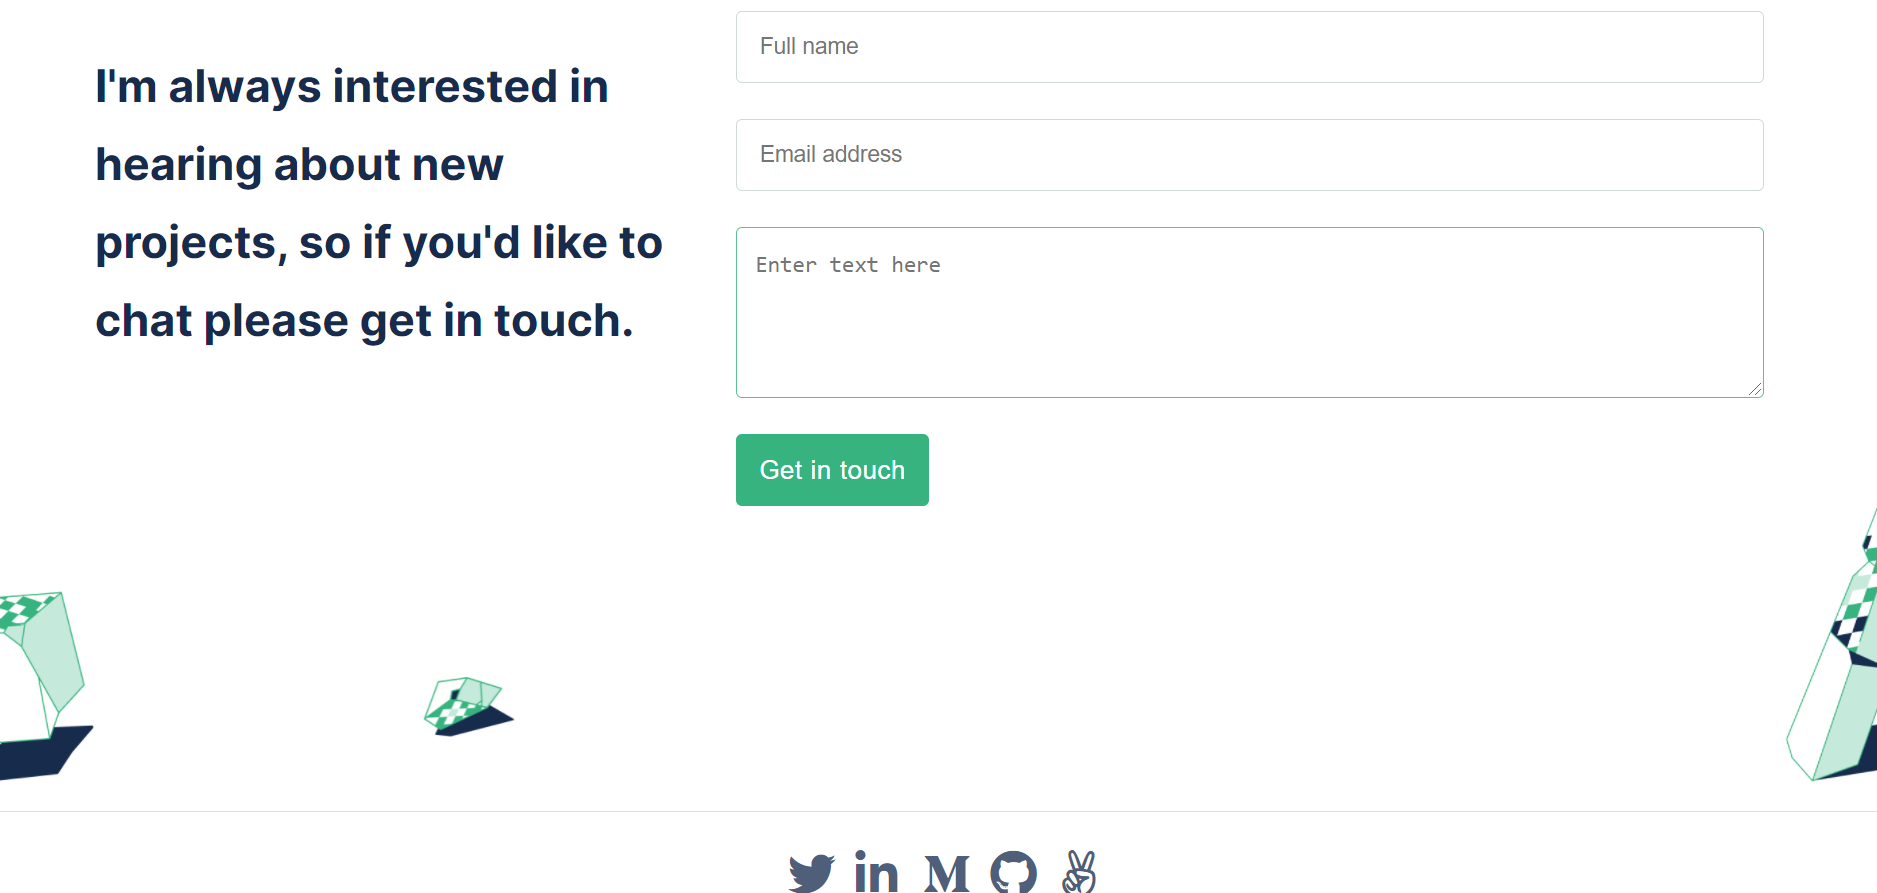 I'm always interested in
hearing about new
projects, so if you'd like to
chat please get in touch.
Full name
Email address
Enter text here
Get in touch